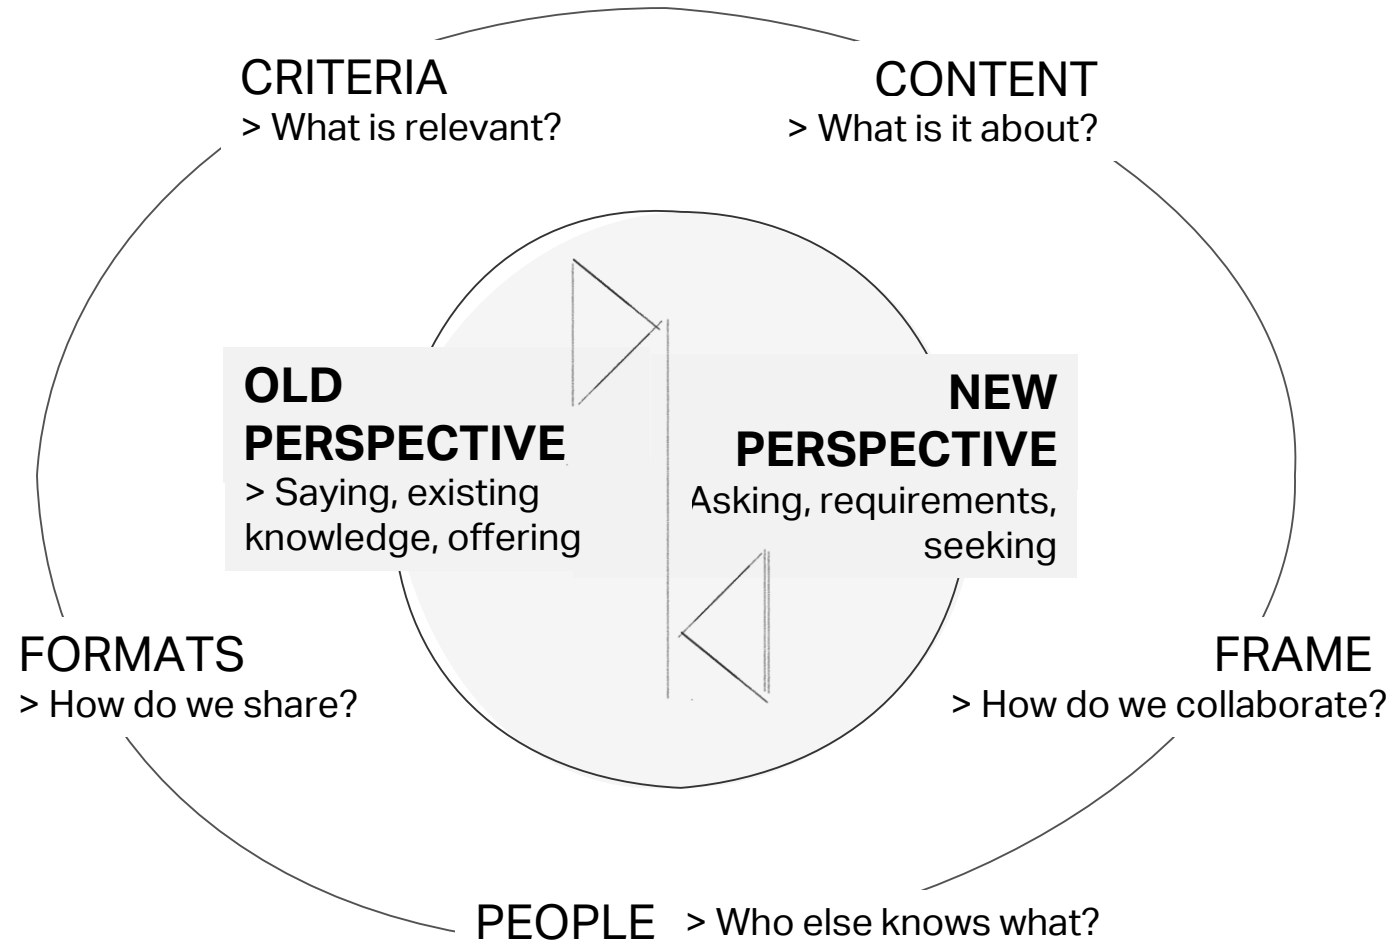 CRITERIA
> What is relevant?
CONTENT
> What is it about?
OLD
PERSPECTIVE
> Saying, existing
knowledge, offering
NEW
PERSPECTIVE
Asking, requirements,
seeking
FORMATS
> How do we share?
FRAME
> How do we collaborate?
PEOPLE > Who else knows what?